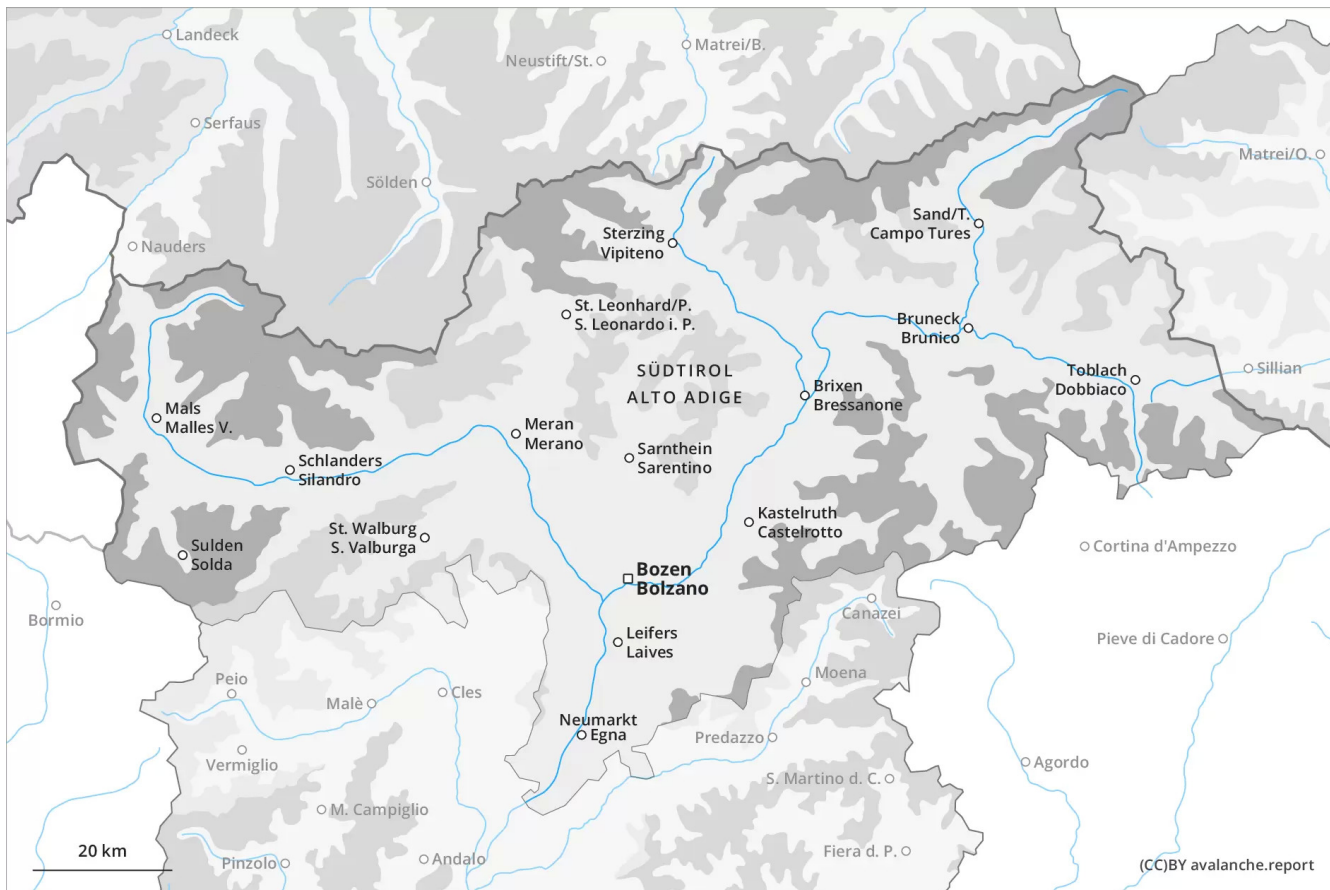 Landeck
Matrei/B.
Neustift/St.
Serfaus
Matrei/O.
Sölden
Sand/T.
Campo Tures
Nauders
Sterzing
Vipiteno
St. Leonhard/P.
S. Leonardo i. P.
Bruneck
Brunico
SÜDTIROL
ALTO ADIGE
Toblach
Dobbiaco
Sillian
Brixen
Bressanone
Mals
Malles V.
Meran
Merano
Sarnthein
Sarentino
Schlanders
Silandro
Kastelruth
Castelrotto
St. Walburg
S. Valburga
Sulden
Solda
Cortina d'Ampezzo
Bozen
Bolzano
Bormio
Canazei
Leifers
Laives
Pieve di Cadore
Peio
Moena
Malè
Cles
Neumarkt
Egna
Predazzo
Vermiglio
Agordo
S. Martino d. C.
M. Campiglio
20 km
Pinzolo
Andalo
Fiera d. P.
(CC)BY avalanche.report